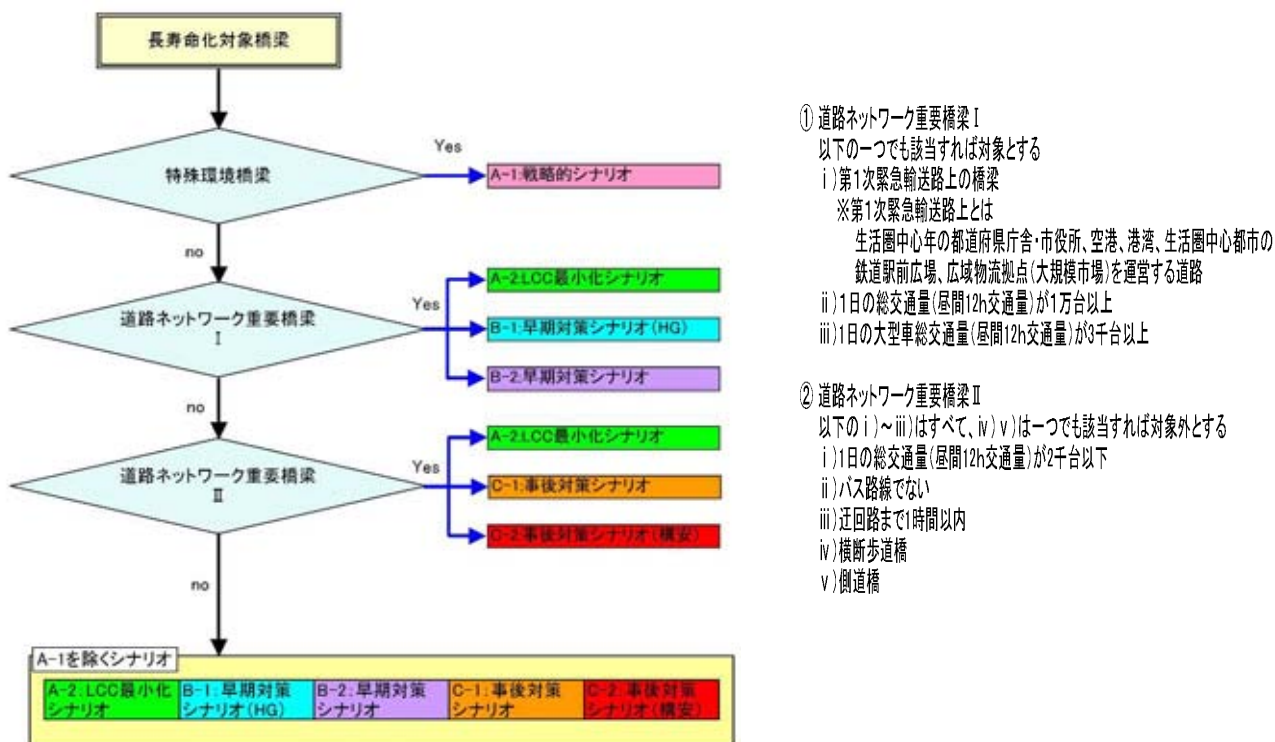 長寿命化対象橋梁
特殊環境橋梁
Yes
A-1:戦略的シナリオ
no
道路ネットワーク重要橋梁
Ⅰ
Yes
A-2:LCC最小化シナリオ
B-1:早期対策シナリオ(HG)
B-2:早期対策シナリオ
no
道路ネットワーク重要橋梁
Ⅱ
Yes
A-2:LCC最小化シナリオ
C-1:事後対策シナリオ
C-2:事後対策シナリオ(構安)
no
A-1を除くシナリオ
A-2:LCC最小化
シナリオ
B-1:早期対策
シナリオ(HG)
B-2:早期対策
シナリオ
C-1:事後対策
シナリオ
C-2:事後対策
シナリオ(構安)
① 道路ネットワーク重要橋梁Ⅰ
以下の一つでも該当すれば対象とする
ⅰ)第1次緊急輸送路上の橋梁
※第1次緊急輸送路上とは
生活圏中心年の都道府県庁舎・市役所、空港、港湾、生活圏中心都市の
鉄道駅前広場、広域物流拠点(大規模市場)を運営する道路
ⅱ)1日の総交通量(昼間12h交通量)が1万台以上
ⅲ)1日の大型車総交通量(昼間12h交通量)が3千台以上
② 道路ネットワーク重要橋梁Ⅱ
以下のⅰ)~ⅲ)はすべて、ⅳ)ⅴ)は一つでも該当すれば対象外とする
ⅰ)1日の総交通量(昼間12h交通量)が2千台以下
ⅱ)バス路線でない
ⅲ)迂回路まで1時間以内
ⅳ)横断歩道橋
ⅴ)側道橋